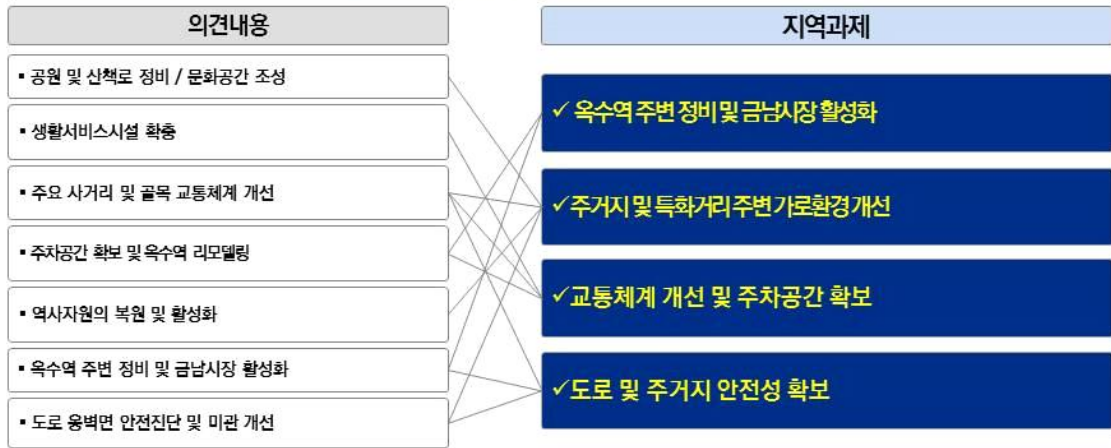 의견내용
지역과제
▪ 공원 및 산책로 정비 / 문화공간 조성
▪ 생활서비스시설 확충
▪ 주요 사거리 및 골목 교통체계 개선
▪ 주차공간 확보 및 옥수역 리모델링
▪ 역사자원의 복원 및 활성화
▪ 옥수역 주변 정비 및 금남시장 활성화
▪ 도로 옹벽면 안전진단 및 미관 개선
✓ 옥수역 주변 정비 및 금남시장 활성화
✓ 주거지 및 특화거리 주변 가로환경 개선
✓ 교통체계 개선 및 주차공간 확보
✓ 도로 및 주거지 안전성 확보